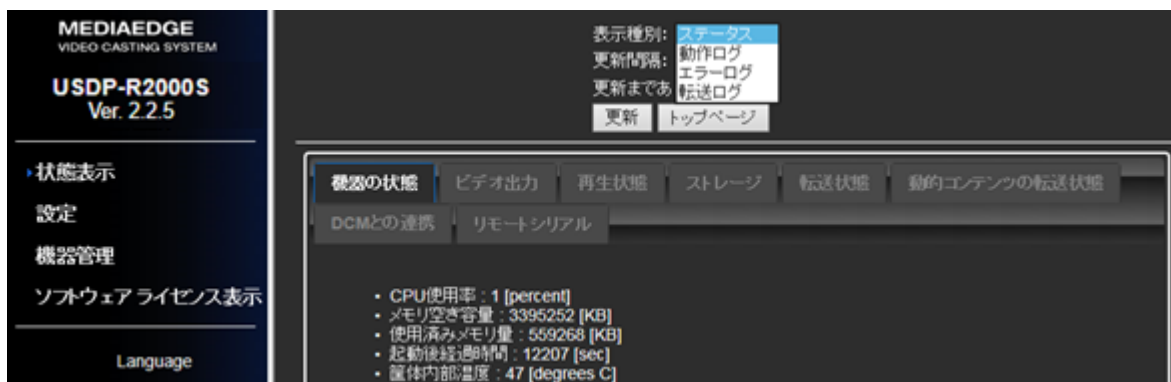 MEDIAEDGE
VIDEO CASTING SYSTEM
USDP-R2000S
Ver. 2.2.5
状態表示
設定
機器管理
ソフトウェア ライセンス表示
Language
表示種別: ステータス
動作ログ
エラーログ
転送ログ
更新間隔:
更新まであ
更新 トップページ
機器の状態 ビデオ出力 再生状態 ストレージ 転送状態 動的コンテンツの転送状態
DCMとの連携 リモートシリアル
・ CPU使用率 : 1 [percent]
・ メモリ空き容量 : 3395252 [KB]
・ 使用済みメモリ量 : 559268 [KB]
・ 起動後経過時間 : 12207 [sec]
・ 筐体内部温度 : 47 [degrees C]